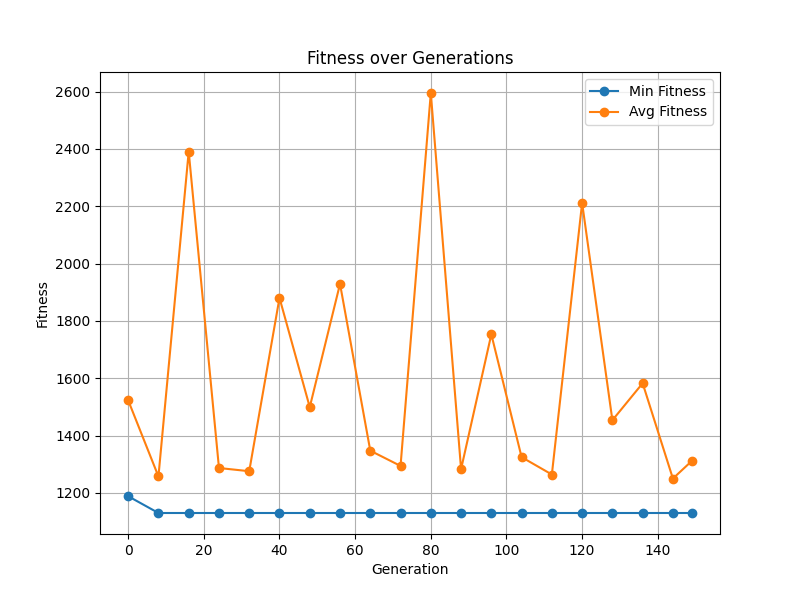 Fitness over Generations
Min Fitness
Avg Fitness
2600
2400
2200
2000
1800
1600
1400
1200
Fitness
0 20 40 60 80 100 120 140
Generation